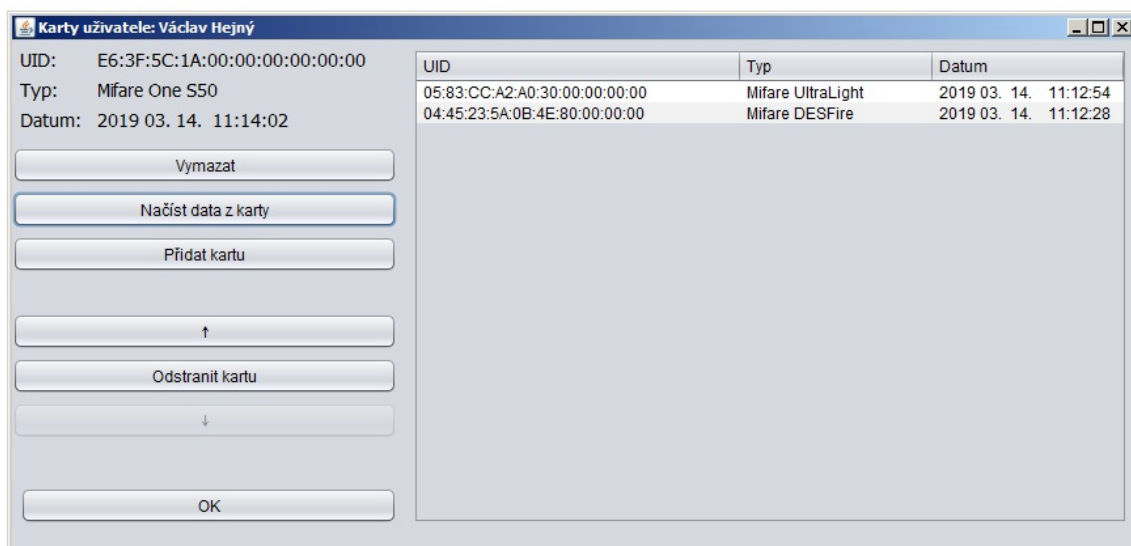 Karty uživatele: Václav Hejný
UID: E6:3F:5C:1A:00:00:00:00:00:00
Typ: Mifare One S50
Datum: 2019 03. 14. 11:14:02
Vymazat
Načíst data z karty
Přidat kartu
↑
Odstranit kartu
↓
OK
UID Typ Datum
05:83:CC:A2:A0:30:00:00:00:00 Mifare UltraLight 2019 03. 14. 11:12:54
04:45:23:5A:0B:4E:80:00:00:00 Mifare DESFire 2019 03. 14. 11:12:28